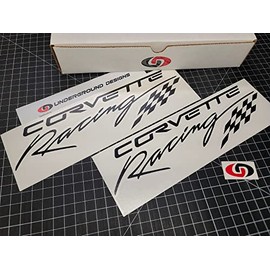 UNDERGROUND DESIGNS
CORVETTE
Racing
CORVETTE
Racing